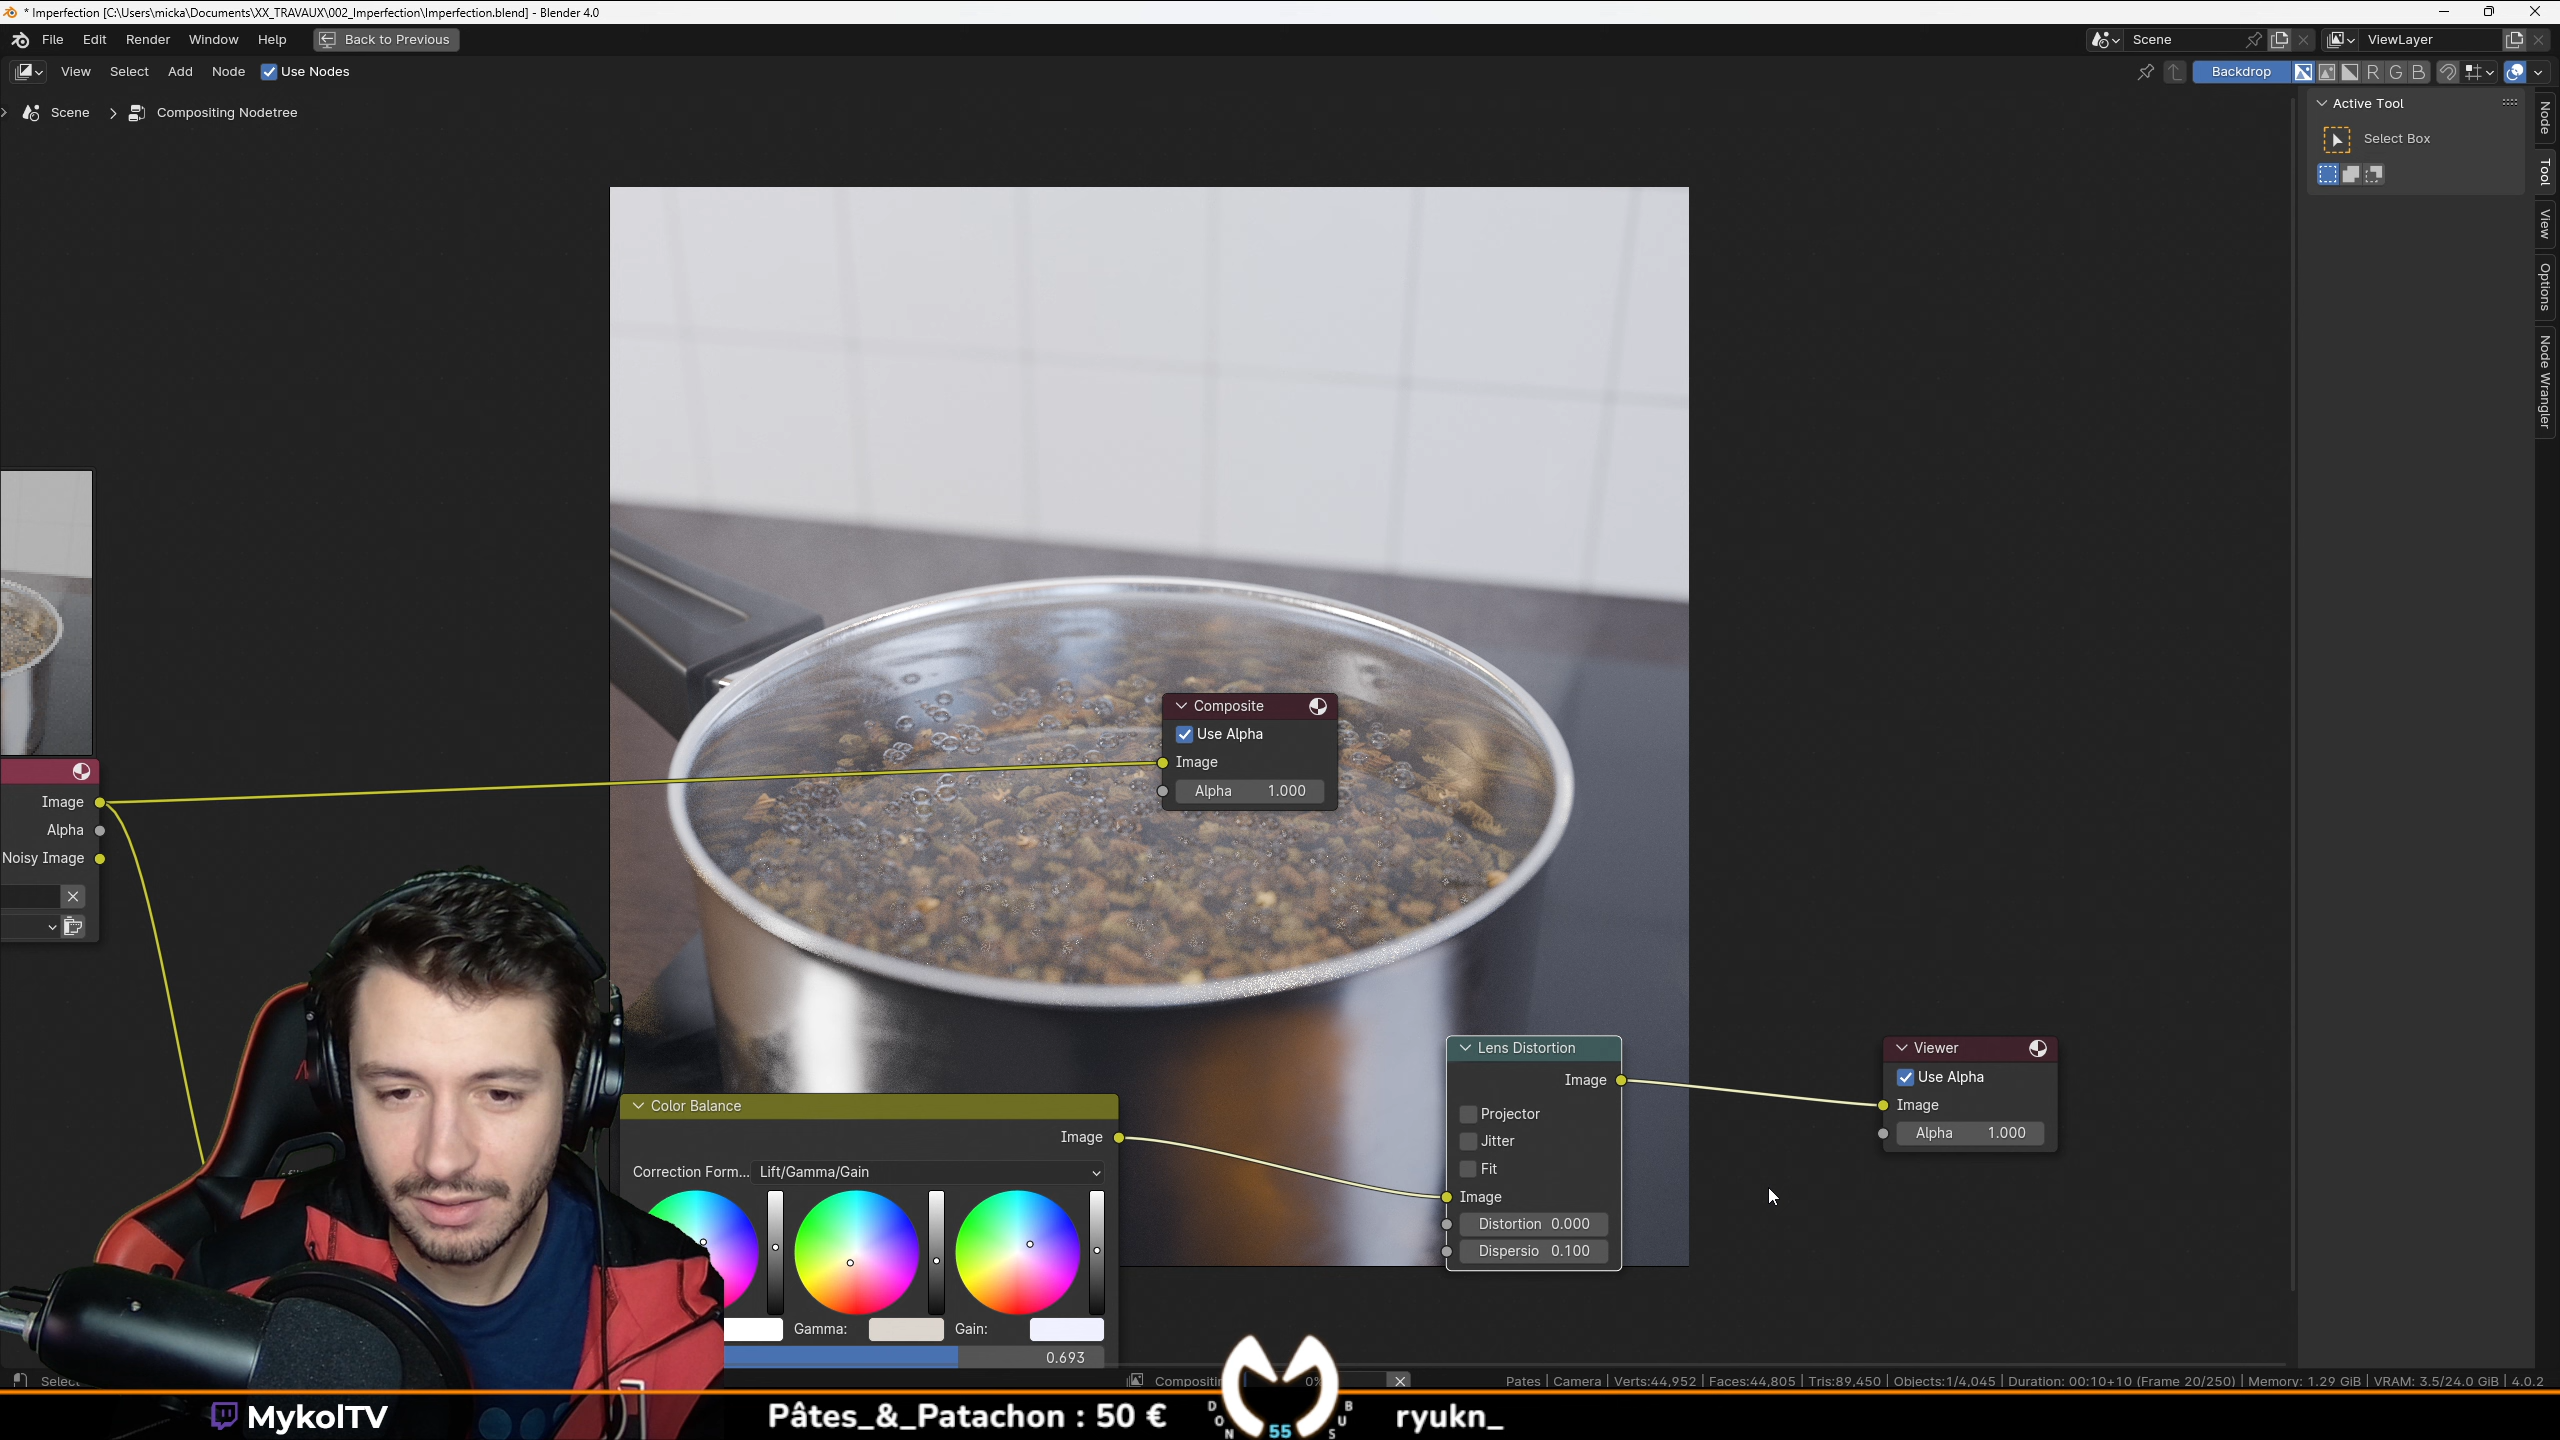 * Imperfection [C:\Users\micka\Documents\XX_TRAVAUX\002_Imperfection\Imperfection.blend] - Blender 4.0
File Edit Render Window Help Back to Previous Scene ViewLayer
View Select Add Node Use Nodes Backdrop R G B
Scene Compositing Nodetree
Active Tool
Select Box
Node
Tool
View
Options
Node Wrangler
Composite
Use Alpha
Image
Alpha 1.000
Image
Alpha
Noisy Image
Lens Distortion
Image
Projector
Jitter
Fit
Image
Distortion 0.000
Dispersio 0.100
Viewer
Use Alpha
Image
Alpha 1.000
Color Balance
Image
Correction Form... Lift/Gamma/Gain
Gamma: Gain:
0.693
Select Compositin 0% Pates | Camera | Verts:44,952 | Faces:44,805 | Tris:89,450 | Objects:1/4,045 | Duration: 00:10+10 (Frame 20/250) | Memory: 1.29 GiB | VRAM: 3.5/24.0 GiB | 4.0.2
MykolTV Pâtes_&_Patachon : 50 € DON 55 BUS ryukn_